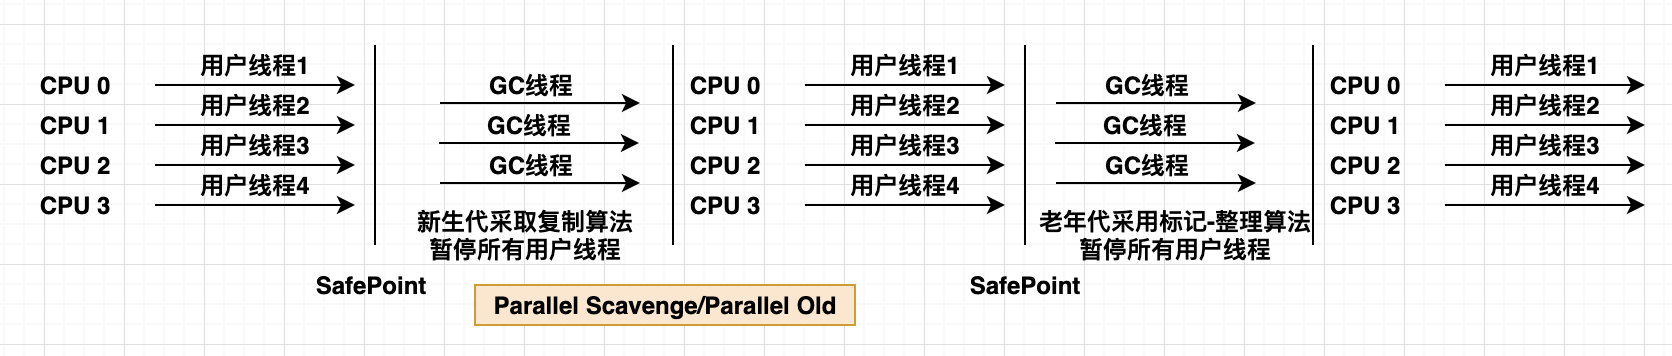 CPU 0
CPU 1
CPU 2
CPU 3
用户线程1
用户线程2
用户线程3
用户线程4
GC线程
GC线程
GC线程
新生代采取复制算法
暂停所有用户线程
SafePoint
CPU 0
CPU 1
CPU 2
CPU 3
用户线程1
用户线程2
用户线程3
用户线程4
GC线程
GC线程
GC线程
老年代采用标记-整理算法
暂停所有用户线程
SafePoint
CPU 0
CPU 1
CPU 2
CPU 3
用户线程1
用户线程2
用户线程3
用户线程4
Parallel Scavenge/Parallel Old